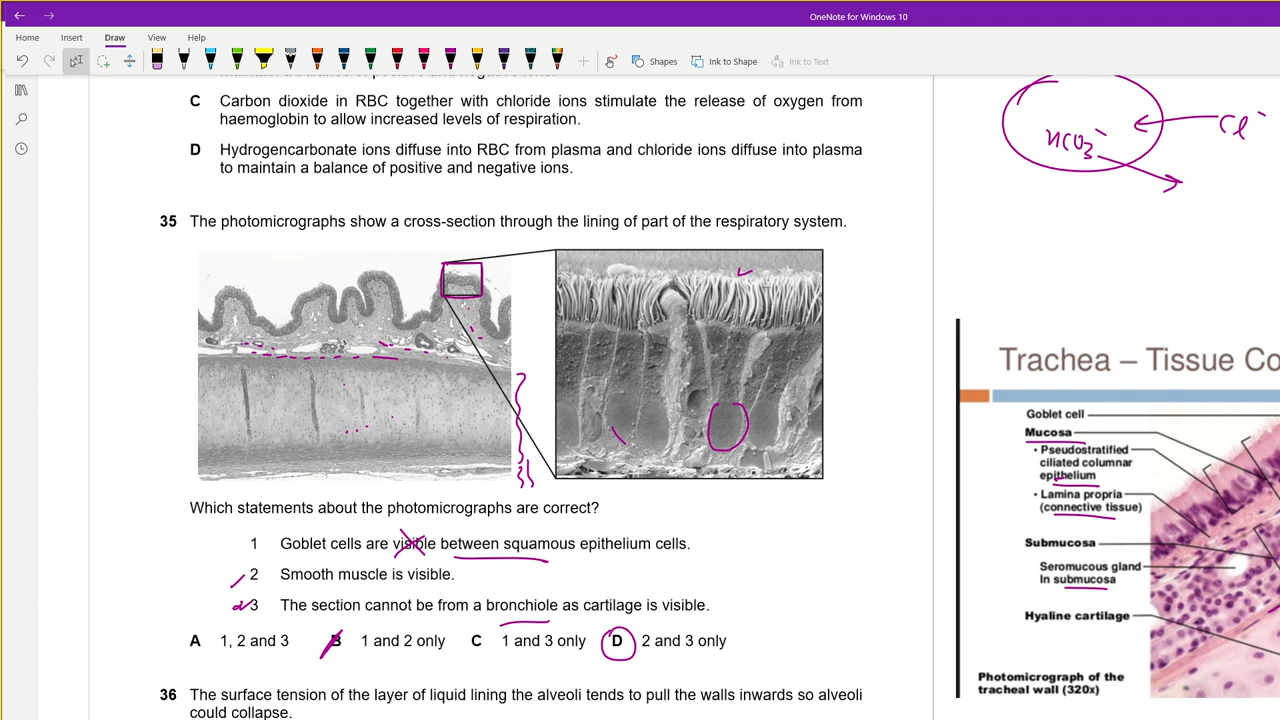 OneNote for Windows 10
Home Insert Draw View Help
Shapes Ink to Shape Ink to Text
C Carbon dioxide in RBC together with chloride ions stimulate the release of oxygen from
haemoglobin to allow increased levels of respiration.
D Hydrogencarbonate ions diffuse into RBC from plasma and chloride ions diffuse into plasma
to maintain a balance of positive and negative ions.
HCO3-
Cl-
35 The photomicrographs show a cross-section through the lining of part of the respiratory system.
Which statements about the photomicrographs are correct?
1 Goblet cells are visible between squamous epithelium cells.
2 Smooth muscle is visible.
3 The section cannot be from a bronchiole as cartilage is visible.
A 1, 2 and 3 B 1 and 2 only C 1 and 3 only D 2 and 3 only
36 The surface tension of the layer of liquid lining the alveoli tends to pull the walls inwards so alveoli
could collapse.
Trachea – Tissue Co
Goblet cell
Mucosa
• Pseudostratified
ciliated columnar
epithelium
• Lamina propria
(connective tissue)
Submucosa
Seromucous gland
In submucosa
Hyaline cartilage
Photomicrograph of the
tracheal wall (320x)